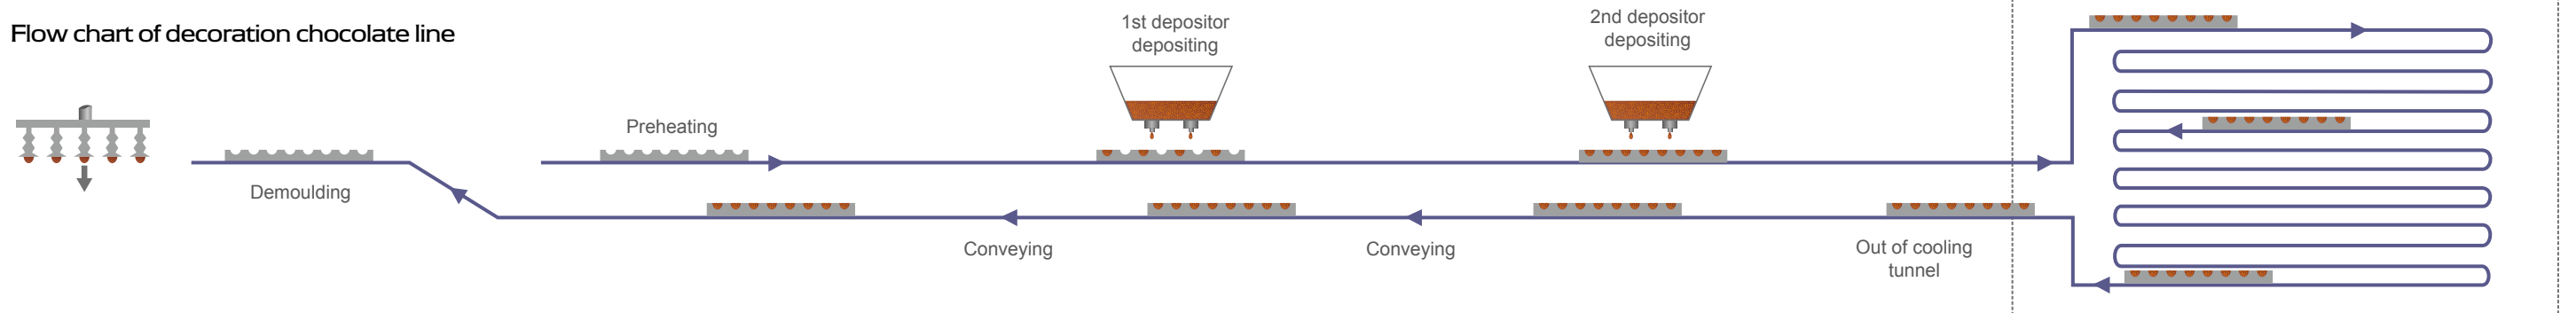 Flow chart of decoration chocolate line
1st depositor
depositing
2nd depositor
depositing
Preheating
Demoulding
Conveying
Conveying
Out of cooling
tunnel